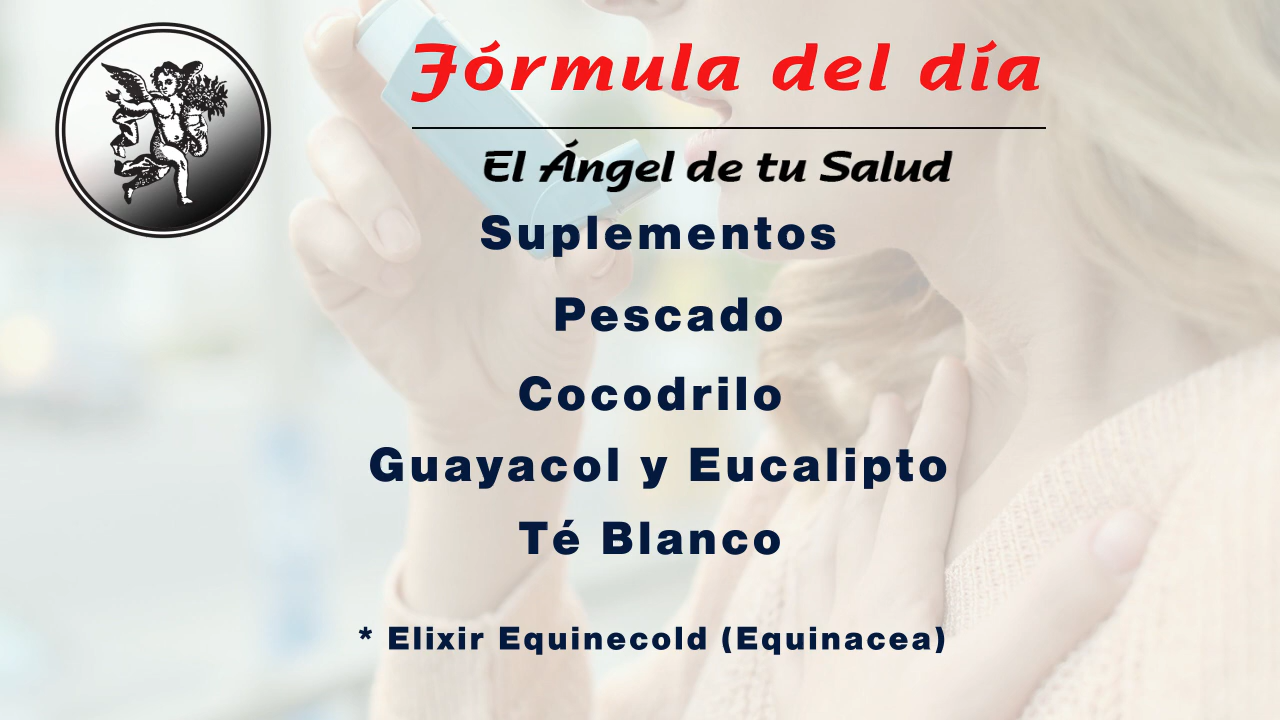 Fórmula del día
El Ángel de tu Salud
Suplementos
Pescado
Cocodrilo
Guayacol y Eucalipto
Té Blanco
* Elixir Equinecold (Equinacea)